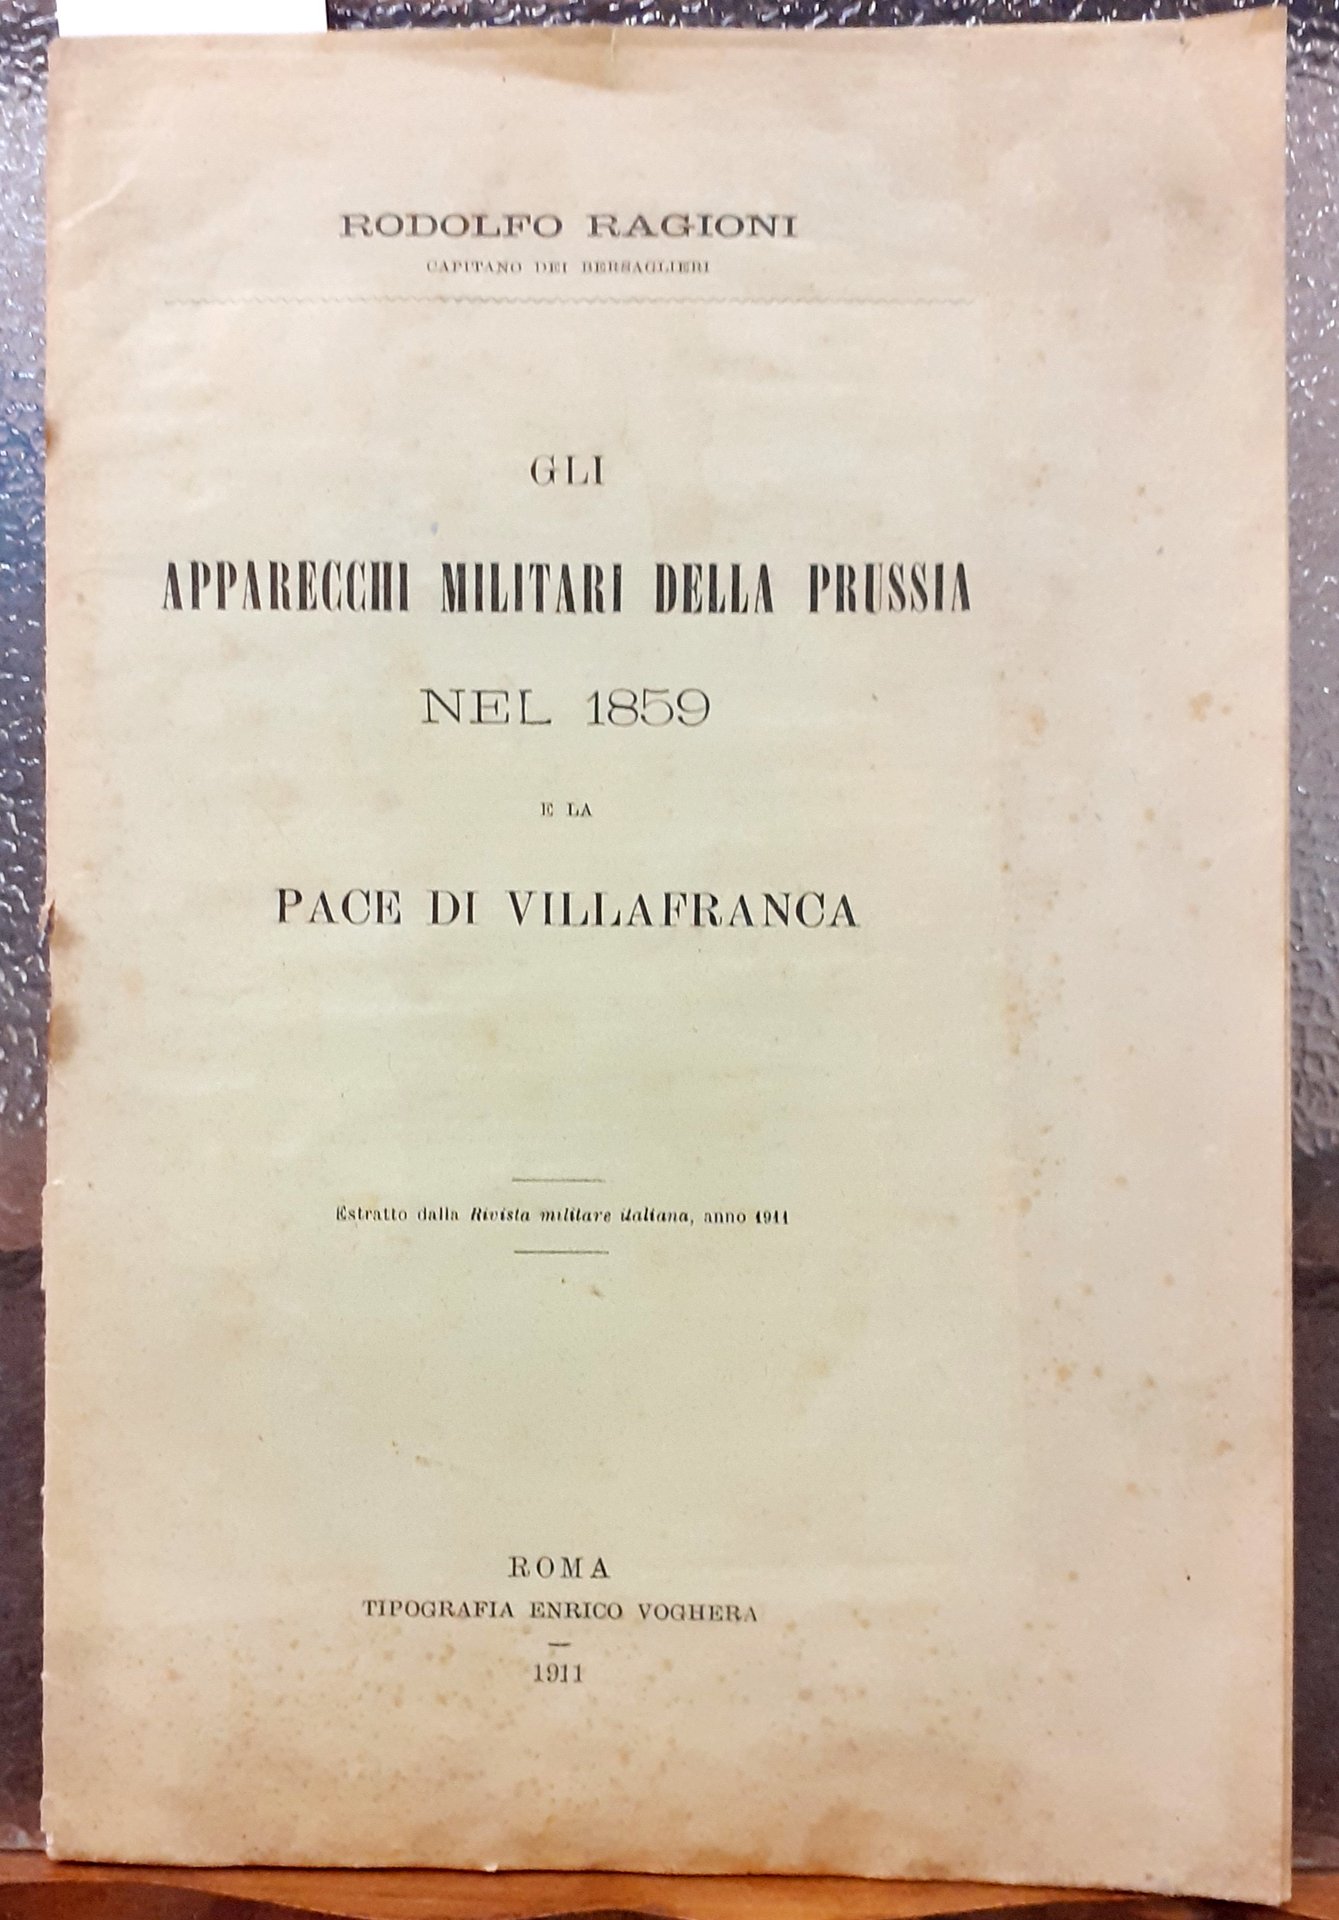 RODOLFO RAGIONI
CAPITANO DEI BERSAGLIERI
GLI
APPARECCHI MILITARI DELLA PRUSSIA
NEL 1859
E LA
PACE DI VILLAFRANCA
Estratto dalla Rivista militare italiana, anno 1911
ROMA
TIPOGRAFIA ENRICO VOGHERA
1911